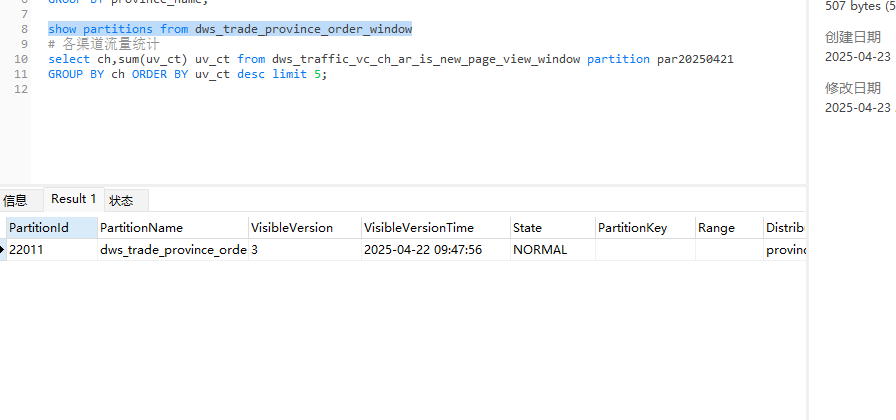 GROUP BY province_name;
7
8 show partitions from dws_trade_province_order_window
9 # 各渠道流量统计
10 select ch,sum(uv_ct) uv_ct from dws_traffic_vc_ch_ar_is_new_page_view_window partition par20250421
11 GROUP BY ch ORDER BY uv_ct desc limit 5;
12
507 bytes (5
创建日期
2025-04-23
修改日期
2025-04-23
信息 Result 1 状态
PartitionId PartitionName VisibleVersion VisibleVersionTime State PartitionKey Range Distrib
22011 dws_trade_province_orde 3 2025-04-22 09:47:56 NORMAL provinc